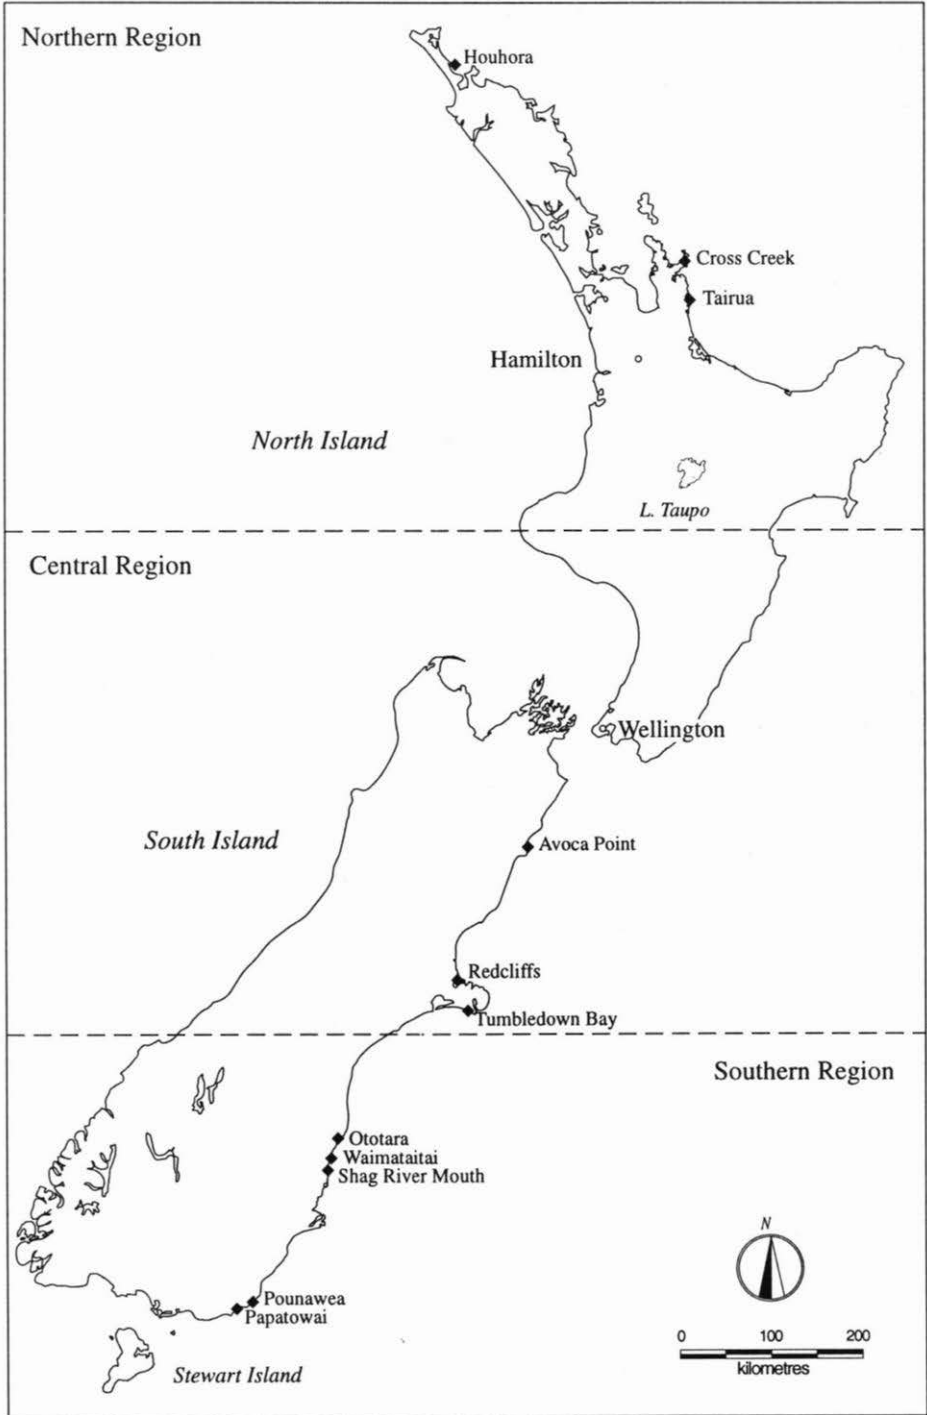 Northern Region
Houhora
Cross Creek
Tairua
Hamilton
North Island
L. Taupo
Central Region
Wellington
South Island
Avoca Point
Redcliffs
Tumbledown Bay
Southern Region
Ototara
Waimataitai
Shag River Mouth
N
Pounawea
Papatowai
0 100 200
kilometres
Stewart Island